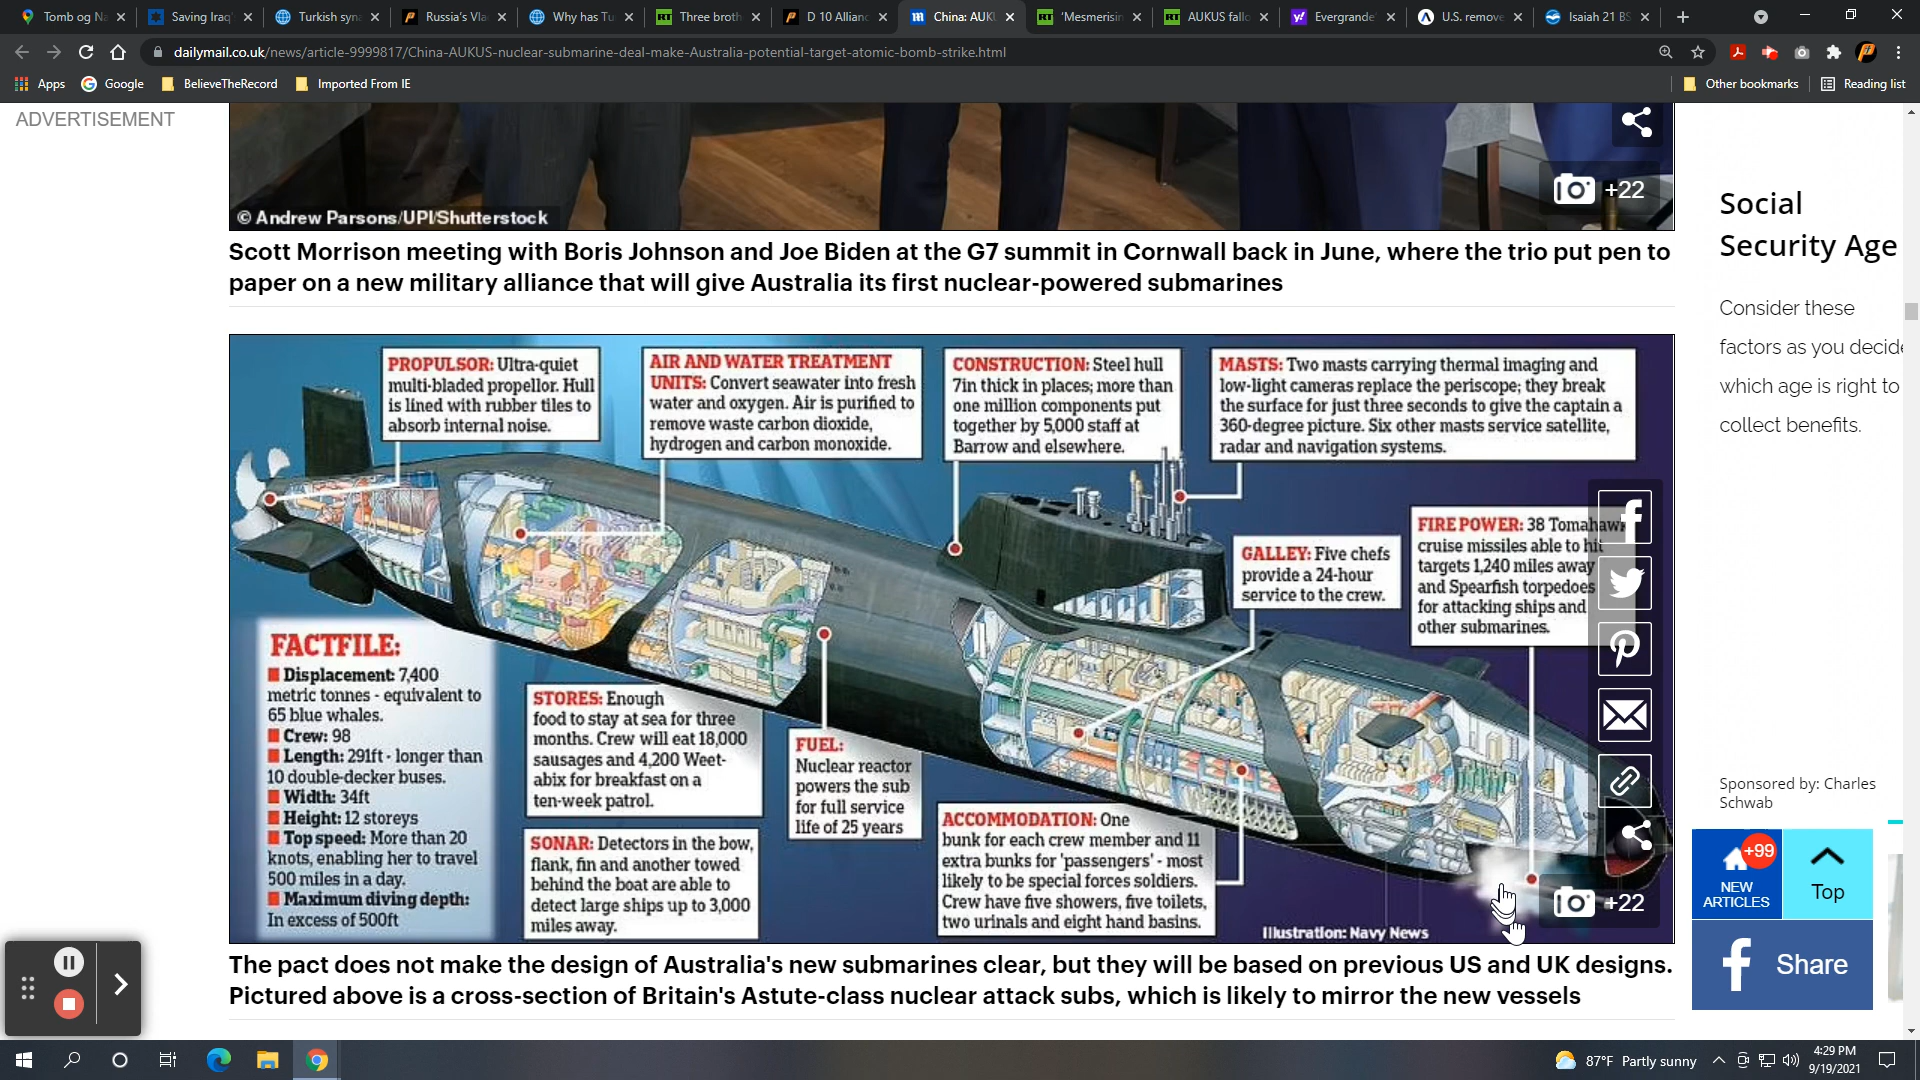 Tomb og Na
Saving Iraq'
Turkish syn
Russia's Vla
Why has Tu
Three broth
D 10 Allianc
China: AUKU
'Mesmerisin
AUKUS fallo
Evergrande'
U.S. remove
Isaiah 21 BS
dailymail.co.uk/news/article-9999817/China-AUKUS-nuclear-submarine-deal-make-Australia-potential-target-atomic-bomb-strike.html
Apps
Google
BelieveTheRecord
Imported From IE
Other bookmarks
Reading list
ADVERTISEMENT
+22
© Andrew Parsons/UPI/Shutterstock
Scott Morrison meeting with Boris Johnson and Joe Biden at the G7 summit in Cornwall back in June, where the trio put pen to
paper on a new military alliance that will give Australia its first nuclear-powered submarines
PROPULSOR: Ultra-quiet
multi-bladed propellor. Hull
is lined with rubber tiles to
absorb internal noise.
AIR AND WATER TREATMENT
UNITS: Convert seawater into fresh
water and oxygen. Air is purified to
remove waste carbon dioxide,
hydrogen and carbon monoxide.
CONSTRUCTION: Steel hull
7in thick in places; more than
one million components put
together by 5,000 staff at
Barrow and elsewhere.
MASTS: Two masts carrying thermal imaging and
low-light cameras replace the periscope; they break
the surface for just three seconds to give the captain a
360-degree picture. Six other masts service satellite,
radar and navigation systems.
GALLEY: Five chefs
provide a 24-hour
service to the crew.
FIRE POWER: 38 Tomahawk
cruise missiles able to hit
targets 1,240 miles away
and Spearfish torpedoes
for attacking ships and
other submarines.
FACTFILE:
Displacement: 7,400
metric tonnes - equivalent to
65 blue whales.
Crew: 98
Length: 291ft - longer than
10 double-decker buses.
Width: 34ft
Height: 12 storeys
Top speed: More than 20
knots, enabling her to travel
500 miles in a day.
Maximum diving depth:
In excess of 500ft
STORES: Enough
food to stay at sea for three
months. Crew will eat 18,000
sausages and 4,200 Weet-
abix for breakfast on a
ten-week patrol.
SONAR: Detectors in the bow,
flank, fin and another towed
behind the boat are able to
detect large ships up to 3,000
miles away.
FUEL:
Nuclear reactor
powers the sub
for full service
life of 25 years
ACCOMMODATION: One
bunk for each crew member and 11
extra bunks for 'passengers' - most
likely to be special forces soldiers.
Crew have five showers, five toilets,
two urinals and eight hand basins.
Illustration: Navy News
+22
The pact does not make the design of Australia's new submarines clear, but they will be based on previous US and UK designs.
Pictured above is a cross-section of Britain's Astute-class nuclear attack subs, which is likely to mirror the new vessels
Social
Security Age
Consider these
factors as you decide
which age is right to
collect benefits.
Sponsored by: Charles
Schwab
+99
NEW
ARTICLES
Top
Share
87°F Partly sunny
4:29 PM
9/19/2021